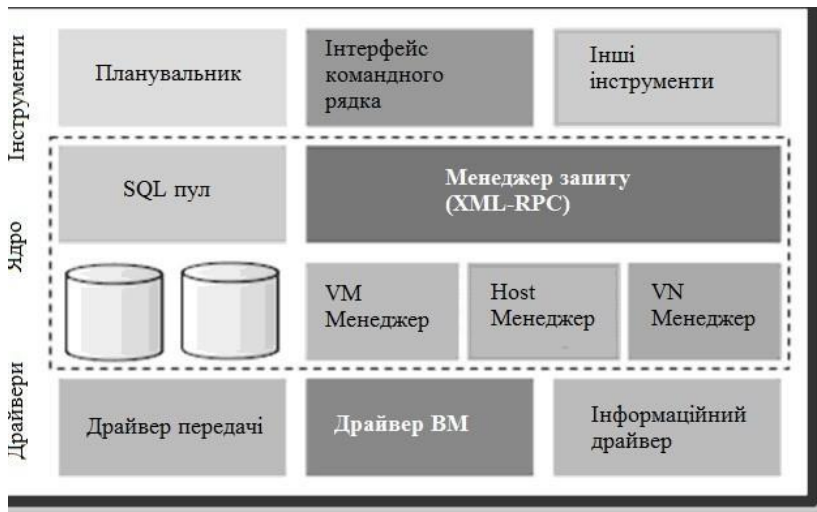 Інструменти
Планувальник
Інтерфейс
командного
рядка
Інші
інструменти
Ядро
SQL пул
Менеджер запиту
(XML-RPC)
VM
Менеджер
Host
Менеджер
VN
Менеджер
Драйвери
Драйвер передачі
Драйвер ВМ
Інформаційний
драйвер